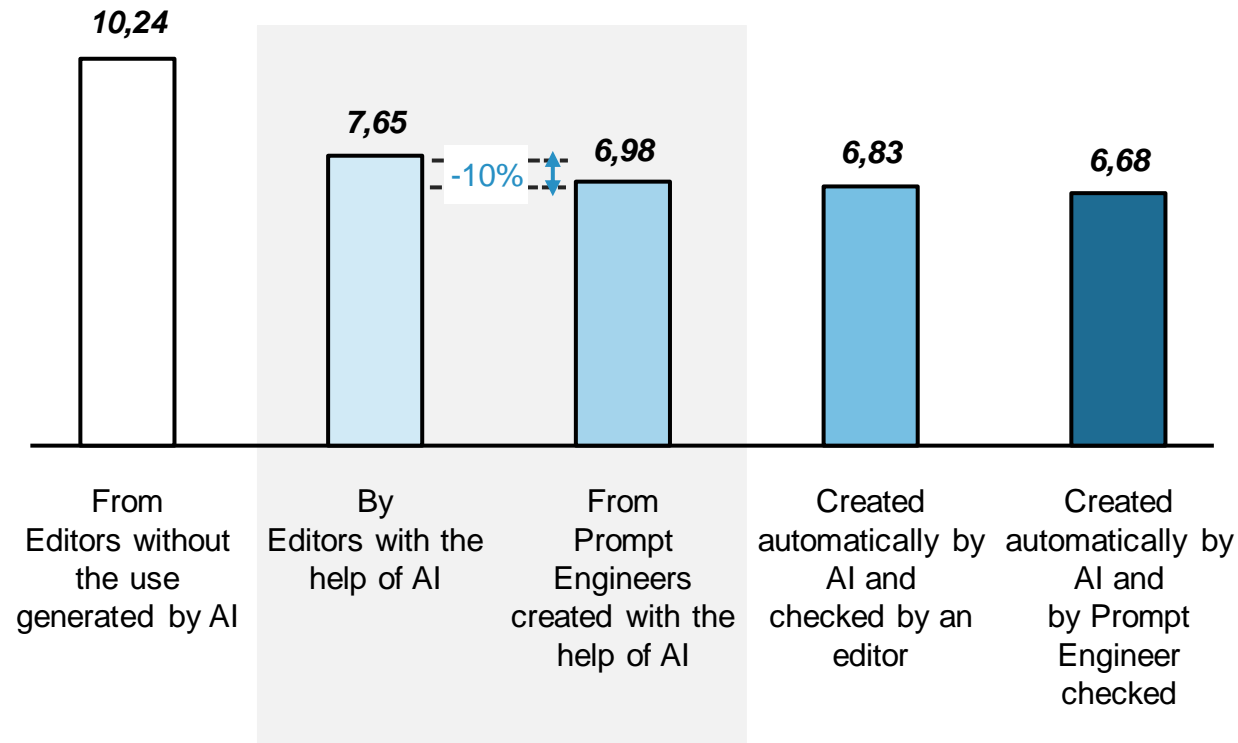 10,24
7,65
-10%
6,98
6,83
6,68
From
Editors without
the use
generated by AI
By
Editors with the
help of AI
From
Prompt
Engineers
created with the
help of AI
Created
automatically by
AI and
checked by an
editor
Created
automatically by
AI and
by Prompt
Engineer
checked